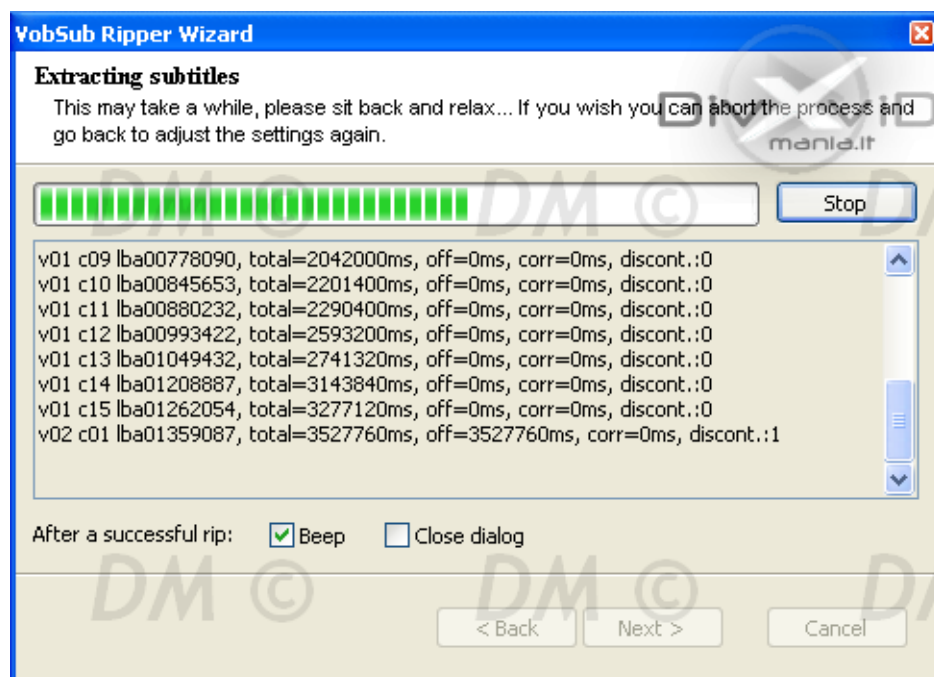 VobSub Ripper Wizard
Extracting subtitles
This may take a while, please sit back and relax... If you wish you can abort the process and
go back to adjust the settings again.
mania.it
DM © DM ©
Stop
v01 c09 lba00778090, total=2042000ms, off=0ms, corr=0ms, discont.:0
v01 c10 lba00845653, total=2201400ms, off=0ms, corr=0ms, discont.:0
v01 c11 lba00880232, total=2290400ms, off=0ms, corr=0ms, discont.:0
v01 c12 lba00993422, total=2593200ms, off=0ms, corr=0ms, discont.:0
v01 c13 lba01049432, total=2741320ms, off=0ms, corr=0ms, discont.:0
v01 c14 lba01208887, total=3143840ms, off=0ms, corr=0ms, discont.:0
v01 c15 lba01262054, total=3277120ms, off=0ms, corr=0ms, discont.:0
v02 c01 lba01359087, total=3527760ms, off=3527760ms, corr=0ms, discont.:1
After a successful rip: Beep Close dialog
DM © DM ©
< Back Next > Cancel